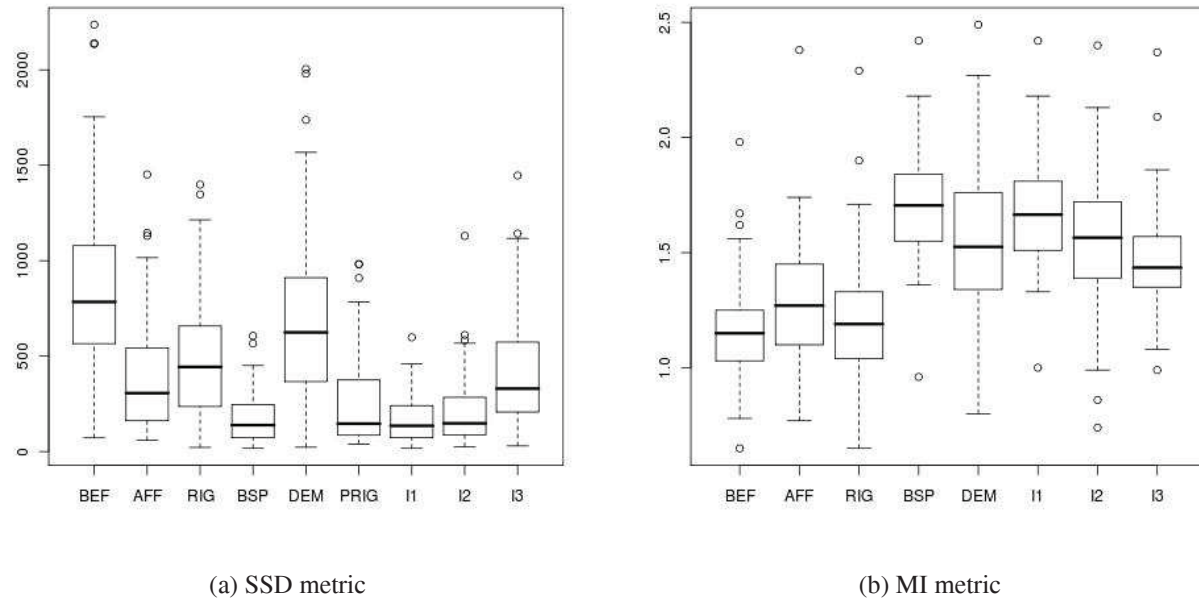 2000
1500
1000
500
0
BEF AFF RIG BSP DEM PRIG I1 I2 I3
(a) SSD metric
2.5
2.0
1.5
1.0
BEF AFF RIG BSP DEM I1 I2 I3
(b) MI metric